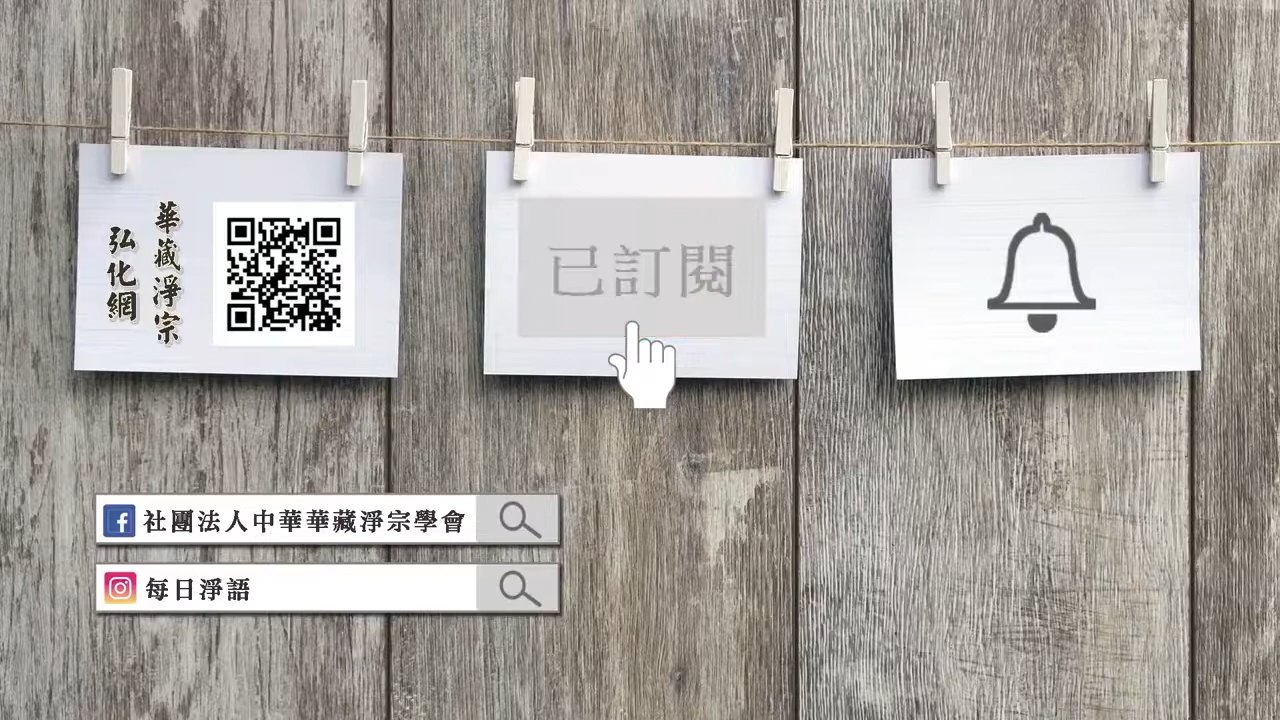 華藏淨宗
弘化網
已訂閱
社團法人中華華藏淨宗學會
每日淨語